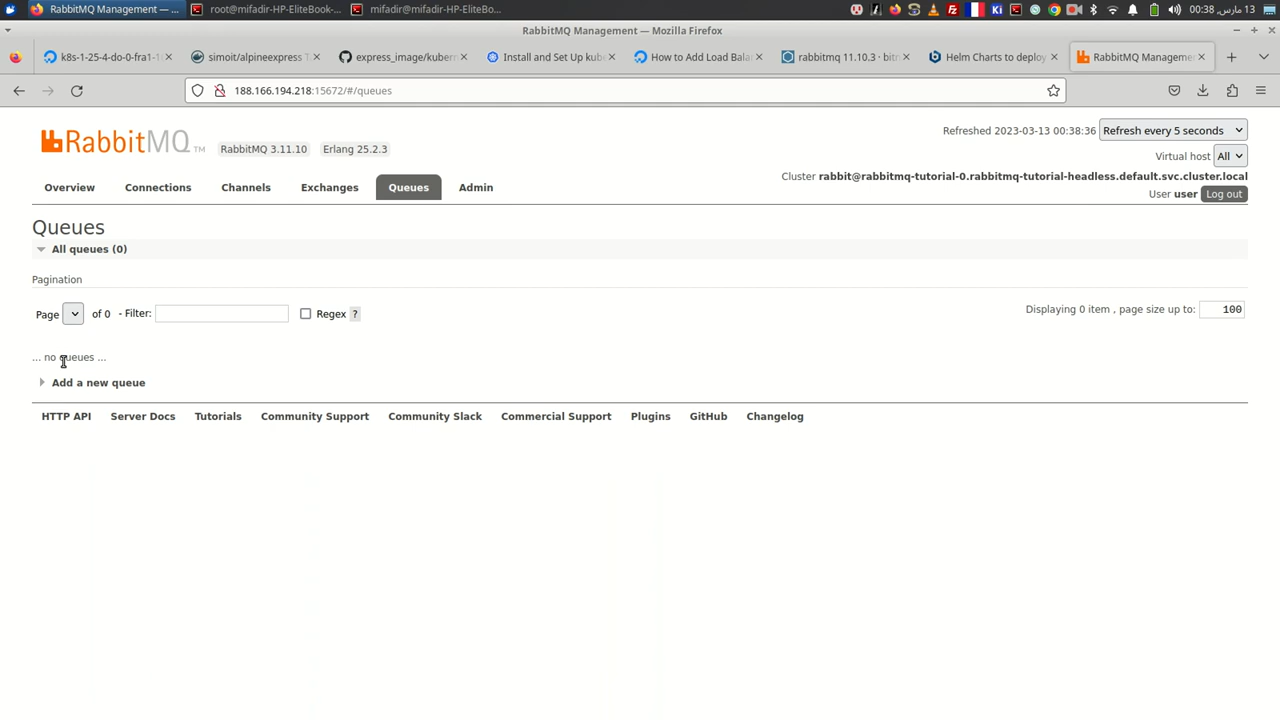 RabbitMQ Management — ...
root@mifadir-HP-EliteBook-...
mifadir@mifadir-HP-EliteBo...
Ki
00:38 ,13 مارس
RabbitMQ Management — Mozilla Firefox
k8s-1-25-4-do-0-fra1-1
simoit/alpineexpress T
express_image/kubern
Install and Set Up kube
How to Add Load Bala
rabbitmq 11.10.3 · bitn
Helm Charts to deploy
RabbitMQ Manageme
188.166.194.218:15672/#/queues
RabbitMQ TM
RabbitMQ 3.11.10
Erlang 25.2.3
Refreshed 2023-03-13 00:38:36
Refresh every 5 seconds
Virtual host
All
Cluster rabbit@rabbitmq-tutorial-0.rabbitmq-tutorial-headless.default.svc.cluster.local
User user
Log out
Overview
Connections
Channels
Exchanges
Queues
Admin
Queues
All queues (0)
Pagination
Page
of 0
- Filter:
Regex
?
Displaying 0 item , page size up to:
100
... no queues ...
Add a new queue
HTTP API
Server Docs
Tutorials
Community Support
Community Slack
Commercial Support
Plugins
GitHub
Changelog